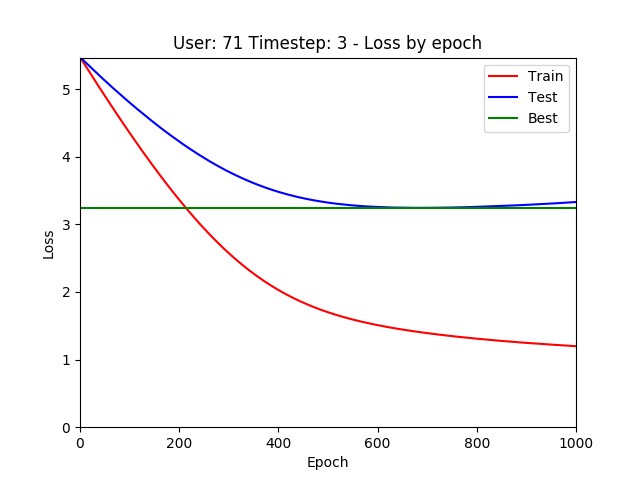 User: 71 Timestep: 3 - Loss by epoch
Train
Test
Best
5
4
3
2
1
0
Loss
0 200 400 600 800 1000
Epoch